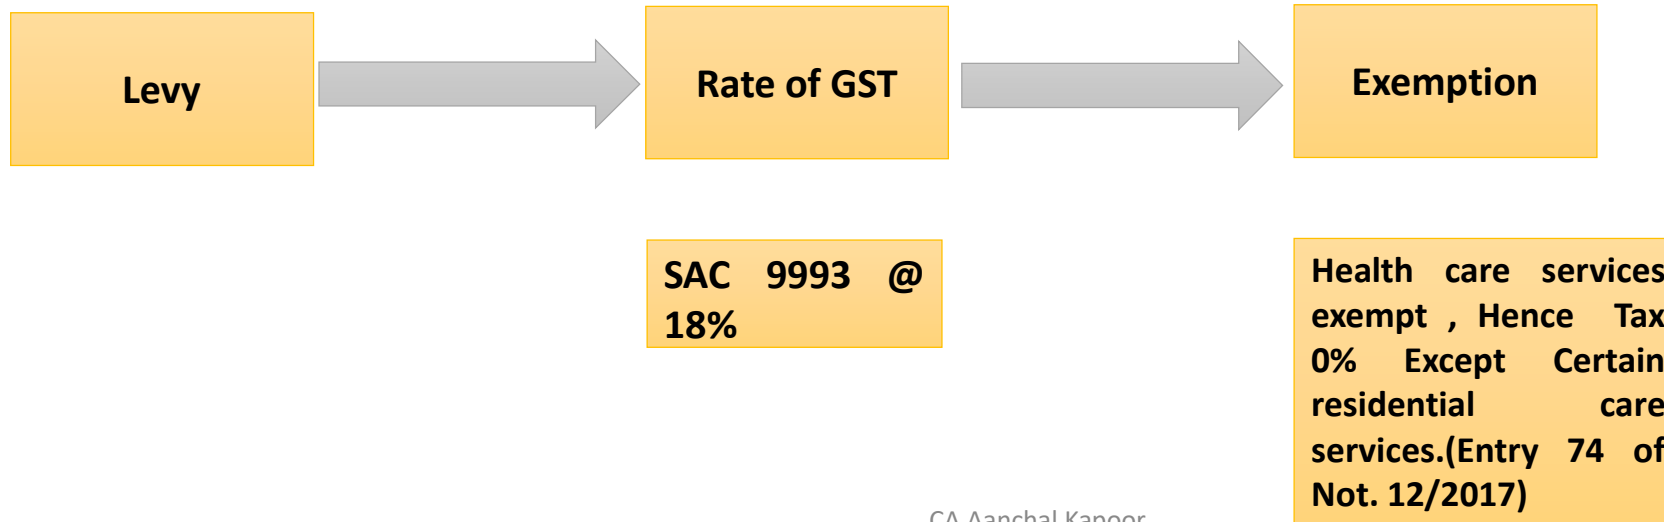 Levy
Rate of GST
Exemption
SAC 9993 @
18%
Health care services
exempt , Hence Tax
0% Except Certain
residential care
services.(Entry 74 of
Not. 12/2017)
CA Aanchal Kapoor